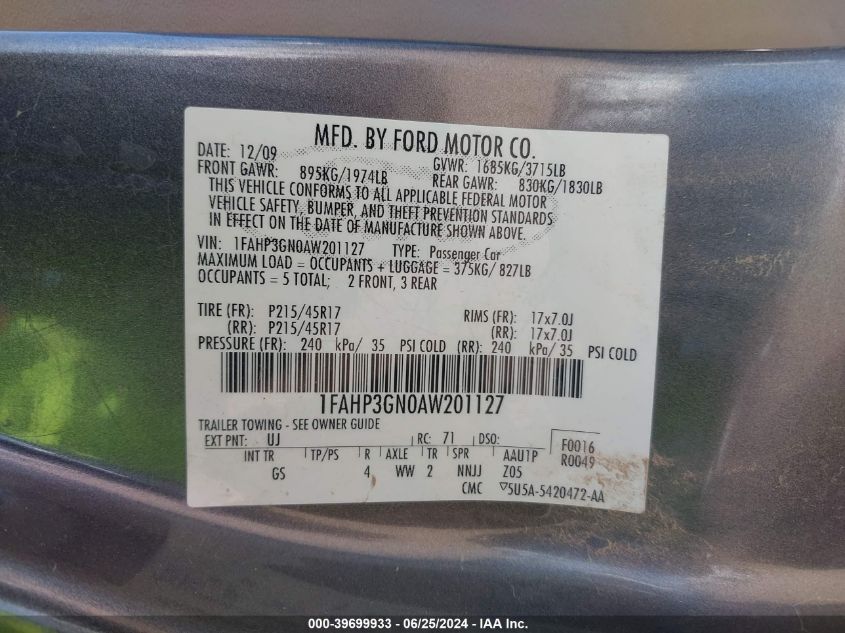 MFD. BY FORD MOTOR CO.
DATE: 12/09 GVWR: 1685KG/3715LB
FRONT GAWR: 895KG/1974LB REAR GAWR: 830KG/1830LB
THIS VEHICLE CONFORMS TO ALL APPLICABLE FEDERAL MOTOR
VEHICLE SAFETY, BUMPER, AND THEFT PREVENTION STANDARDS
IN EFFECT ON THE DATE OF MANUFACTURE SHOWN ABOVE.
VIN: 1FAHP3GN0AW201127 TYPE: Passenger Car
MAXIMUM LOAD = OCCUPANTS + LUGGAGE = 375KG/ 827LB
OCCUPANTS = 5 TOTAL; 2 FRONT, 3 REAR
TIRE (FR): P215/45R17 RIMS (FR): 17x7.0J
(RR): P215/45R17 (RR): 17x7.0J
PRESSURE (FR): 240 kPa/ 35 PSI COLD (RR): 240 kPa/ 35 PSI COLD
1FAHP3GN0AW201127
TRAILER TOWING - SEE OWNER GUIDE
EXT PNT: UJ RC: 71 DSO: F0016
INT TR TP/PS R AXLE TR SPR AAU1P R0049
GS 4 WW 2 NNJJ Z05
CMC ▽5U5A-5420472-AA
000-39699933 - 06/25/2024 - IAA Inc.